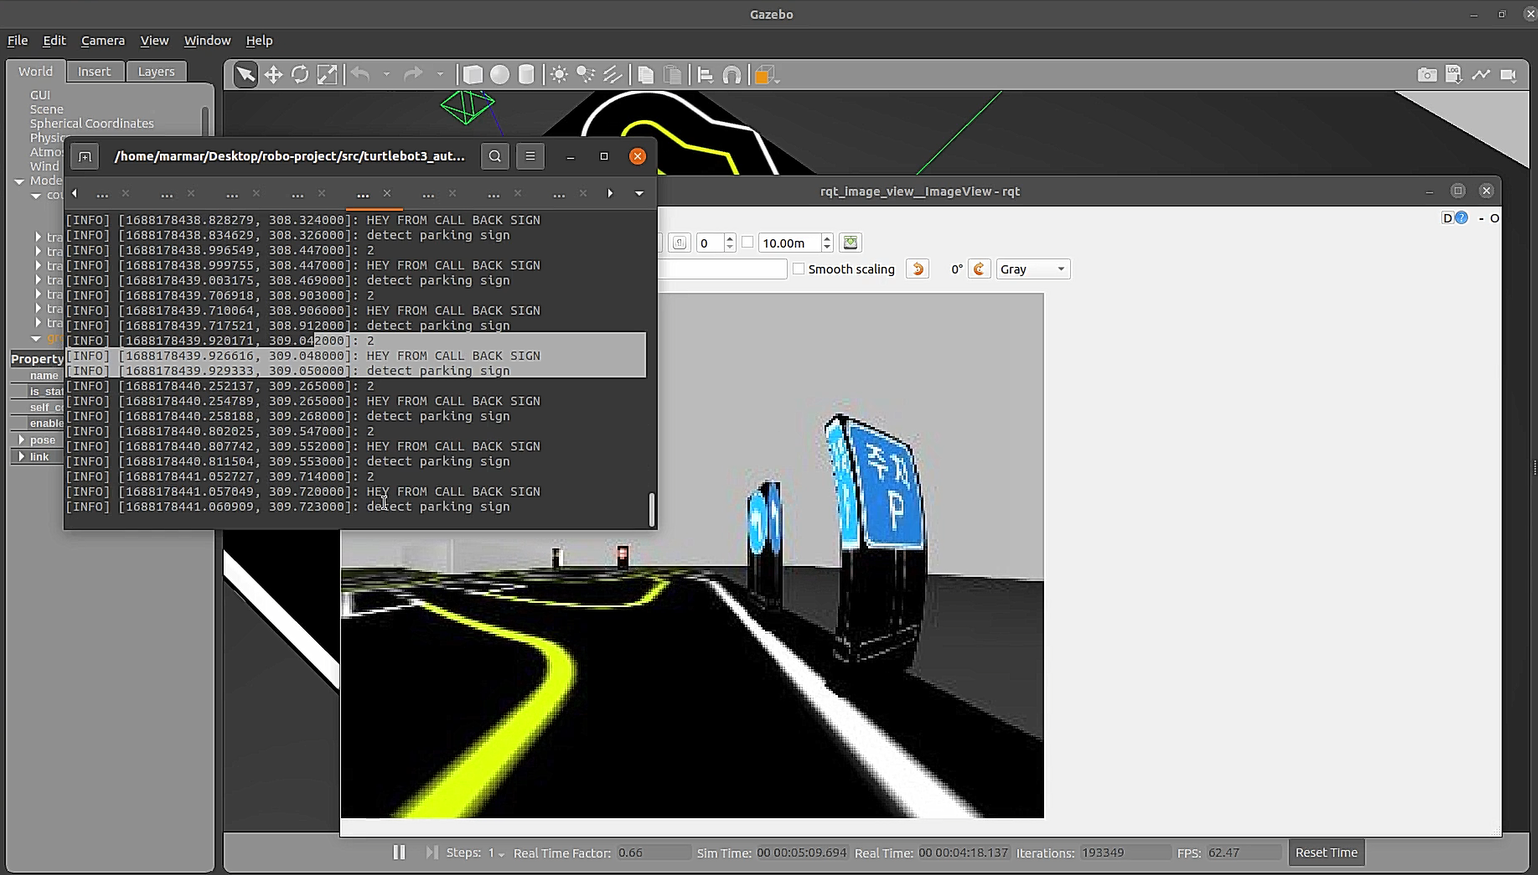 Gazebo
File Edit Camera View Window Help
World Insert Layers
GUI
Scene
Spherical Coordinates
Physic
Atmo
Wind
Mode
cou
tra
tra
tra
tra
tra
tra
tra
gr
Property
name
is_stat
self_co
enable
pose
link
/home/marmar/Desktop/robo-project/src/turtlebot3_aut...
... ... ... ... ... ... ... ...
[INFO] [1688178438.828279, 308.324000]: HEY FROM CALL BACK SIGN
[INFO] [1688178438.834629, 308.326000]: detect parking sign
[INFO] [1688178438.996549, 308.447000]: 2
[INFO] [1688178438.999755, 308.447000]: HEY FROM CALL BACK SIGN
[INFO] [1688178439.003175, 308.469000]: detect parking sign
[INFO] [1688178439.706918, 308.903000]: 2
[INFO] [1688178439.710064, 308.906000]: HEY FROM CALL BACK SIGN
[INFO] [1688178439.717521, 308.912000]: detect parking sign
[INFO] [1688178439.920171, 309.042000]: 2
[INFO] [1688178439.926616, 309.048000]: HEY FROM CALL BACK SIGN
[INFO] [1688178439.929333, 309.050000]: detect parking sign
[INFO] [1688178440.252137, 309.265000]: 2
[INFO] [1688178440.254789, 309.265000]: HEY FROM CALL BACK SIGN
[INFO] [1688178440.258188, 309.268000]: detect parking sign
[INFO] [1688178440.802025, 309.547000]: 2
[INFO] [1688178440.807742, 309.552000]: HEY FROM CALL BACK SIGN
[INFO] [1688178440.811504, 309.553000]: detect parking sign
[INFO] [1688178441.052727, 309.714000]: 2
[INFO] [1688178441.057049, 309.720000]: HEY FROM CALL BACK SIGN
[INFO] [1688178441.060909, 309.723000]: detect parking sign
rqt_image_view__ImageView - rqt
D - O
0 10.00m
Smooth scaling 0° Gray
주차
P
Steps: 1 Real Time Factor: 0.66 Sim Time: 00 00:05:09.694 Real Time: 00 00:04:18.137 Iterations: 193349 FPS: 62.47 Reset Time